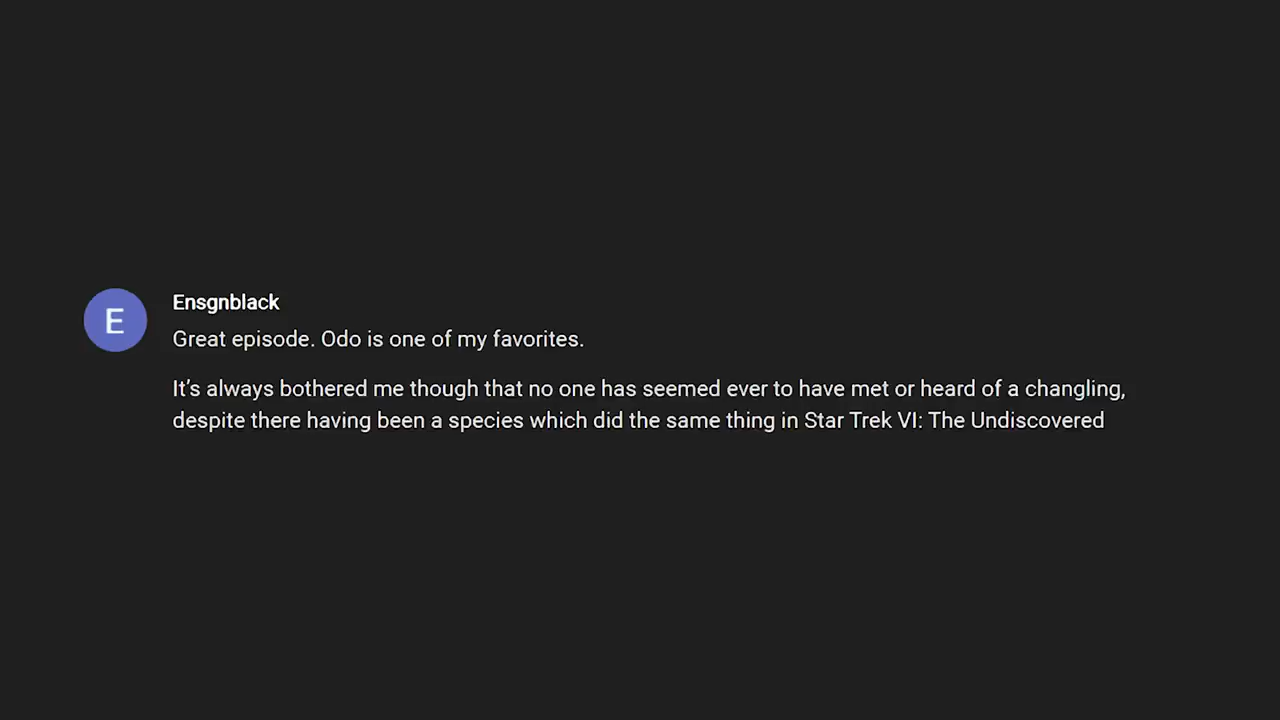 E
Ensgnblack
Great episode. Odo is one of my favorites.
It’s always bothered me though that no one has seemed ever to have met or heard of a changling,
despite there having been a species which did the same thing in Star Trek VI: The Undiscovered